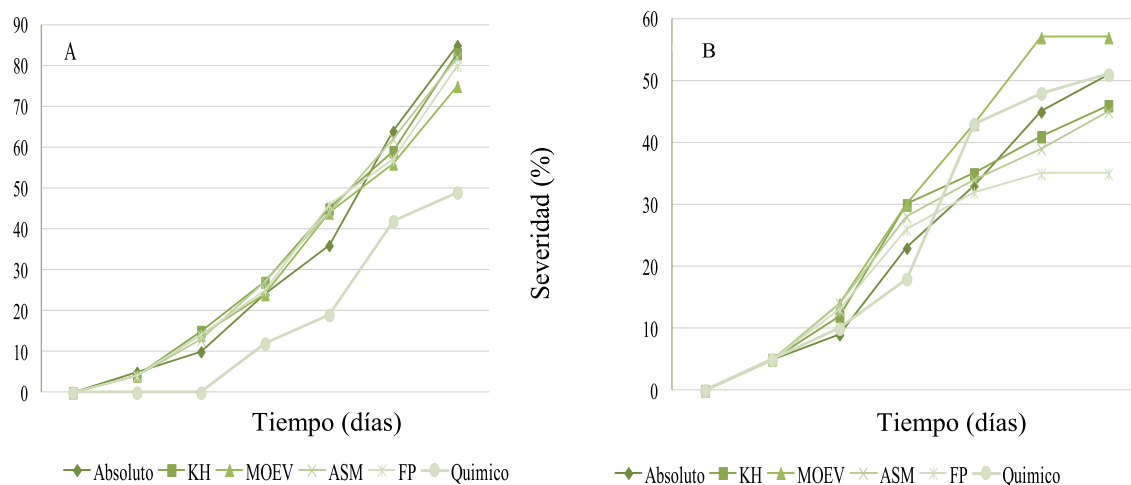 A
90
80
70
60
50
40
30
20
10
0
Tiempo (días)
Absoluto KH MOEV ASM FP Quimico
Severidad (%)
B
60
50
40
30
20
10
0
Tiempo (días)
Absoluto KH MOEV ASM FP Quimico